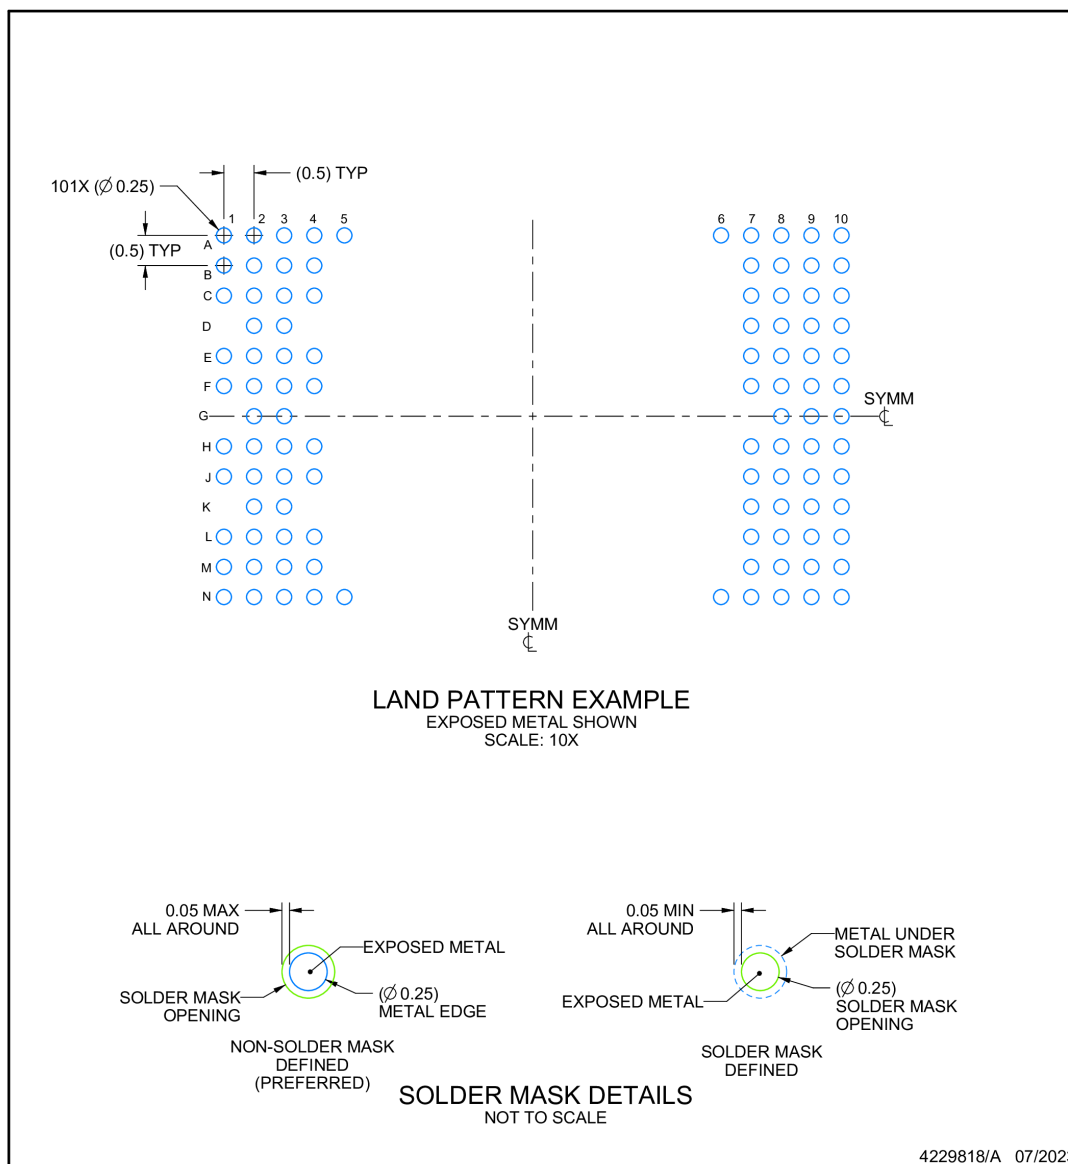 (0.5) TYP
101X (∅ 0.25)
1 2 3 4 5 6 7 8 9 10
A
(0.5) TYP
B
C
D
E
F
SYMM
℄
G
H
J
K
L
M
N
SYMM
℄
LAND PATTERN EXAMPLE
EXPOSED METAL SHOWN
SCALE: 10X
0.05 MAX
ALL AROUND
EXPOSED METAL
SOLDER MASK
OPENING
(∅ 0.25)
METAL EDGE
NON-SOLDER MASK
DEFINED
(PREFERRED)
0.05 MIN
ALL AROUND
METAL UNDER
SOLDER MASK
EXPOSED METAL
(∅ 0.25)
SOLDER MASK
OPENING
SOLDER MASK
DEFINED
SOLDER MASK DETAILS
NOT TO SCALE
4229818/A 07/2023